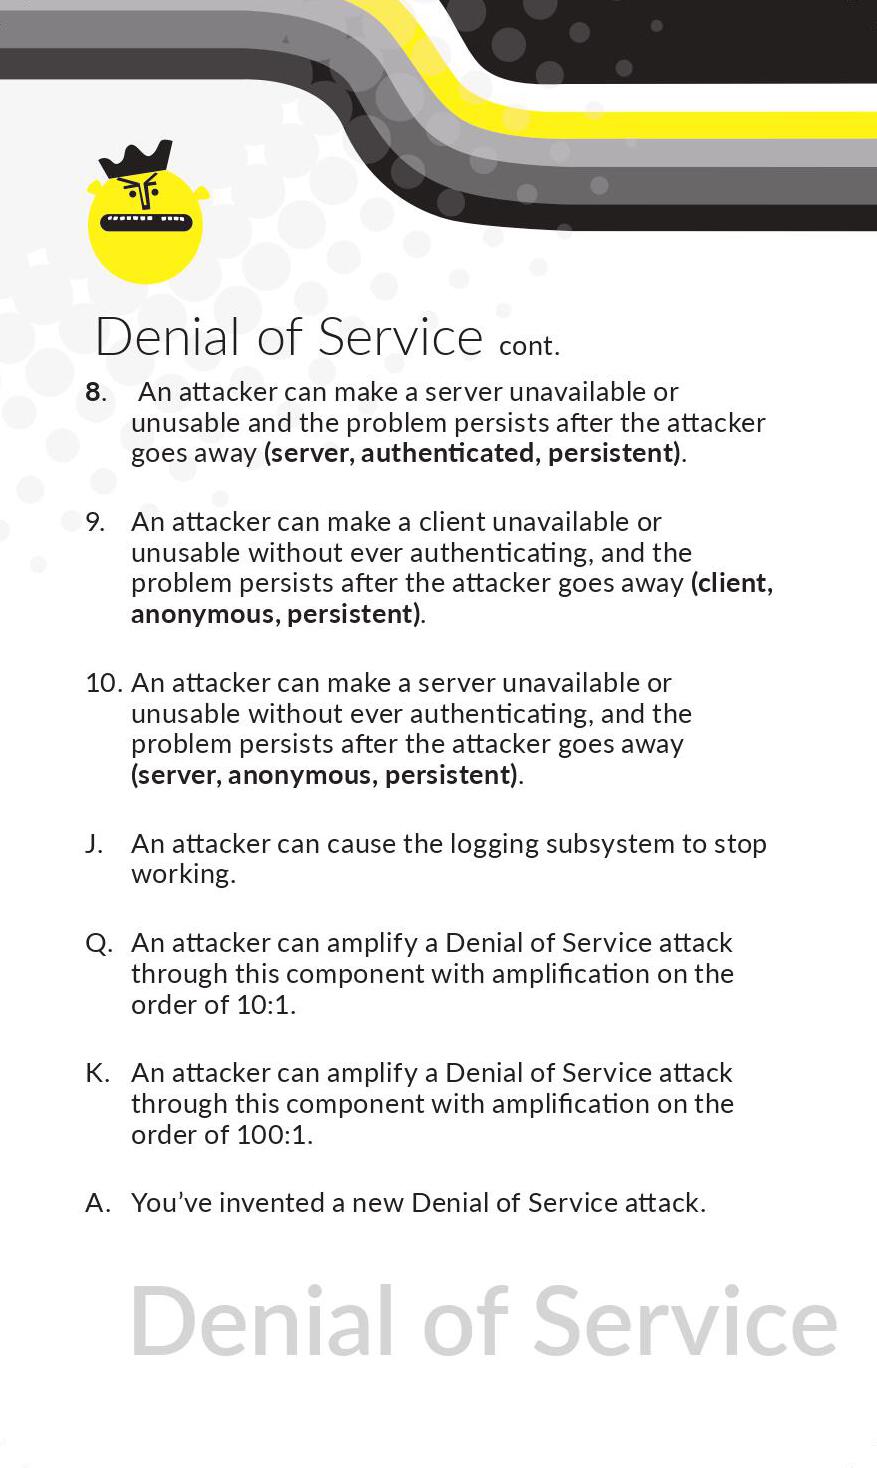 Denial of Service cont.
8. An attacker can make a server unavailable or
unusable and the problem persists after the attacker
goes away (server, authenticated, persistent).
9. An attacker can make a client unavailable or
unusable without ever authenticating, and the
problem persists after the attacker goes away (client,
anonymous, persistent).
10. An attacker can make a server unavailable or
unusable without ever authenticating, and the
problem persists after the attacker goes away
(server, anonymous, persistent).
J. An attacker can cause the logging subsystem to stop
working.
Q. An attacker can amplify a Denial of Service attack
through this component with amplification on the
order of 10:1.
K. An attacker can amplify a Denial of Service attack
through this component with amplification on the
order of 100:1.
A. You’ve invented a new Denial of Service attack.
Denial of Service